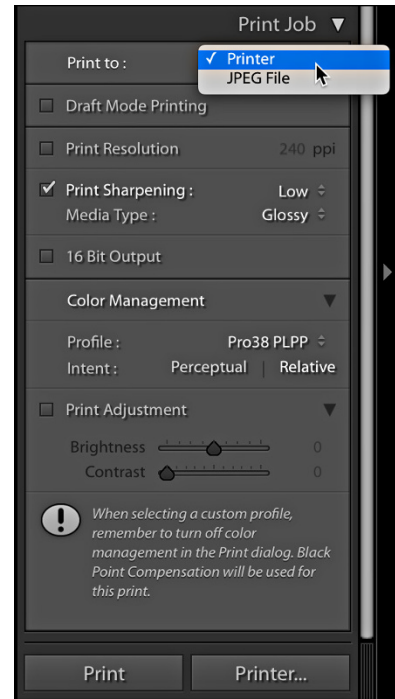 Print Job ▼
Print to :
✓ Printer
JPEG File
Draft Mode Printing
Print Resolution 240 ppi
Print Sharpening : Low
Media Type : Glossy
16 Bit Output
Color Management ▼
Profile : Pro38 PLPP
Intent : Perceptual | Relative
Print Adjustment ▼
Brightness 0
Contrast 0
When selecting a custom profile,
remember to turn off color
management in the Print dialog. Black
Point Compensation will be used for
this print.
Print Printer...